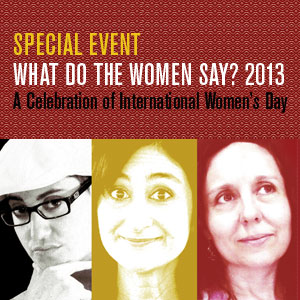 SPECIAL EVENT
WHAT DO THE WOMEN SAY? 2013
A Celebration of International Women's Day